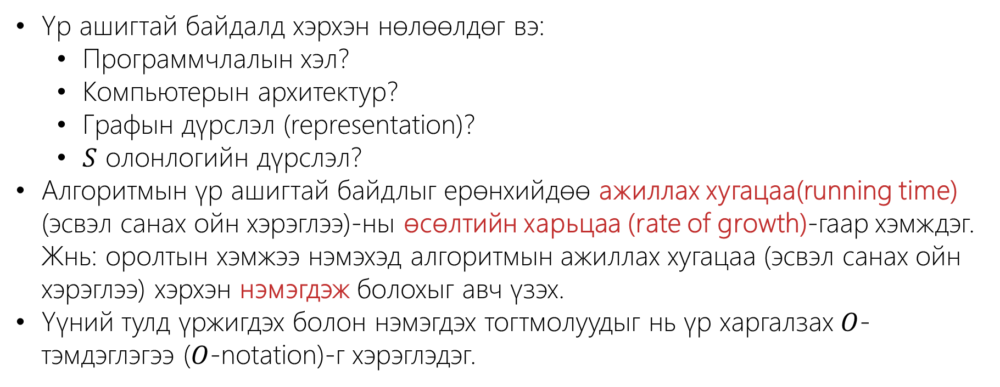 • Үр ашигтай байдалд хэрхэн нөлөөлдөг вэ:
• Программчлалын хэл?
• Компьютерын архитектур?
• Графын дүрслэл (representation)?
• S олонлогийн дүрслэл?
• Алгоритмын үр ашигтай байдлыг ерөнхийдөө ажиллах хугацаа(running time)
(эсвэл санах ойн хэрэглээ)-ны өсөлтийн харьцаа (rate of growth)-гаар хэмждэг.
Жнь: оролтын хэмжээ нэмэхэд алгоритмын ажиллах хугацаа (эсвэл санах ойн
хэрэглээ) хэрхэн нэмэгдэж болохыг авч үзэх.
• Үүний тулд үржигдэх болон нэмэгдэх тогтмолуудыг нь үр харгалзах O-
тэмдэглэгээ (O-notation)-г хэрэглэдэг.